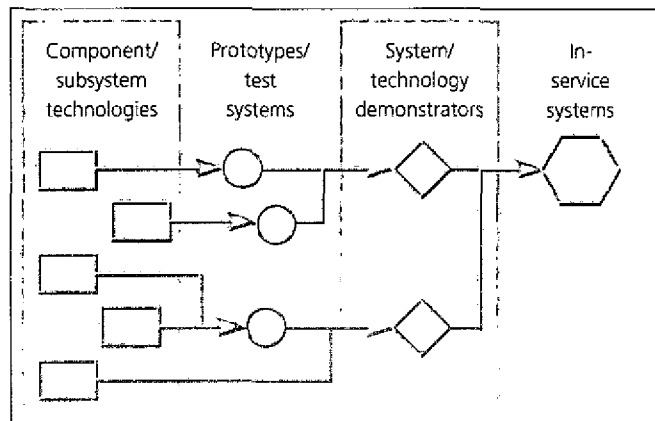 Component/
subsystem
technologies
Prototypes/
test
systems
System/
technology
demonstrators
In-
service
systems